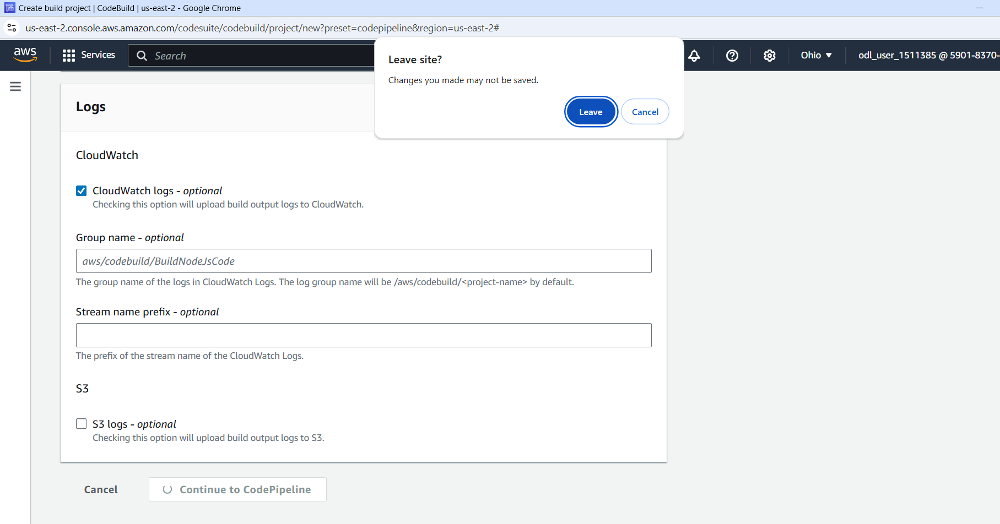 Create build project | CodeBuild | us-east-2 - Google Chrome
us-east-2.console.aws.amazon.com/codesuite/codebuild/project/new?preset=codepipeline&region=us-east-2#
aws Services Search Ohio odl_user_1511385 @ 5901-8370-
Leave site?
Changes you made may not be saved.
Leave Cancel
Logs
CloudWatch
CloudWatch logs - optional
Checking this option will upload build output logs to CloudWatch.
Group name - optional
aws/codebuild/BuildNodeJsCode
The group name of the logs in CloudWatch Logs. The log group name will be /aws/codebuild/<project-name> by default.
Stream name prefix - optional
The prefix of the stream name of the CloudWatch Logs.
S3
S3 logs - optional
Checking this option will upload build output logs to S3.
Cancel Continue to CodePipeline